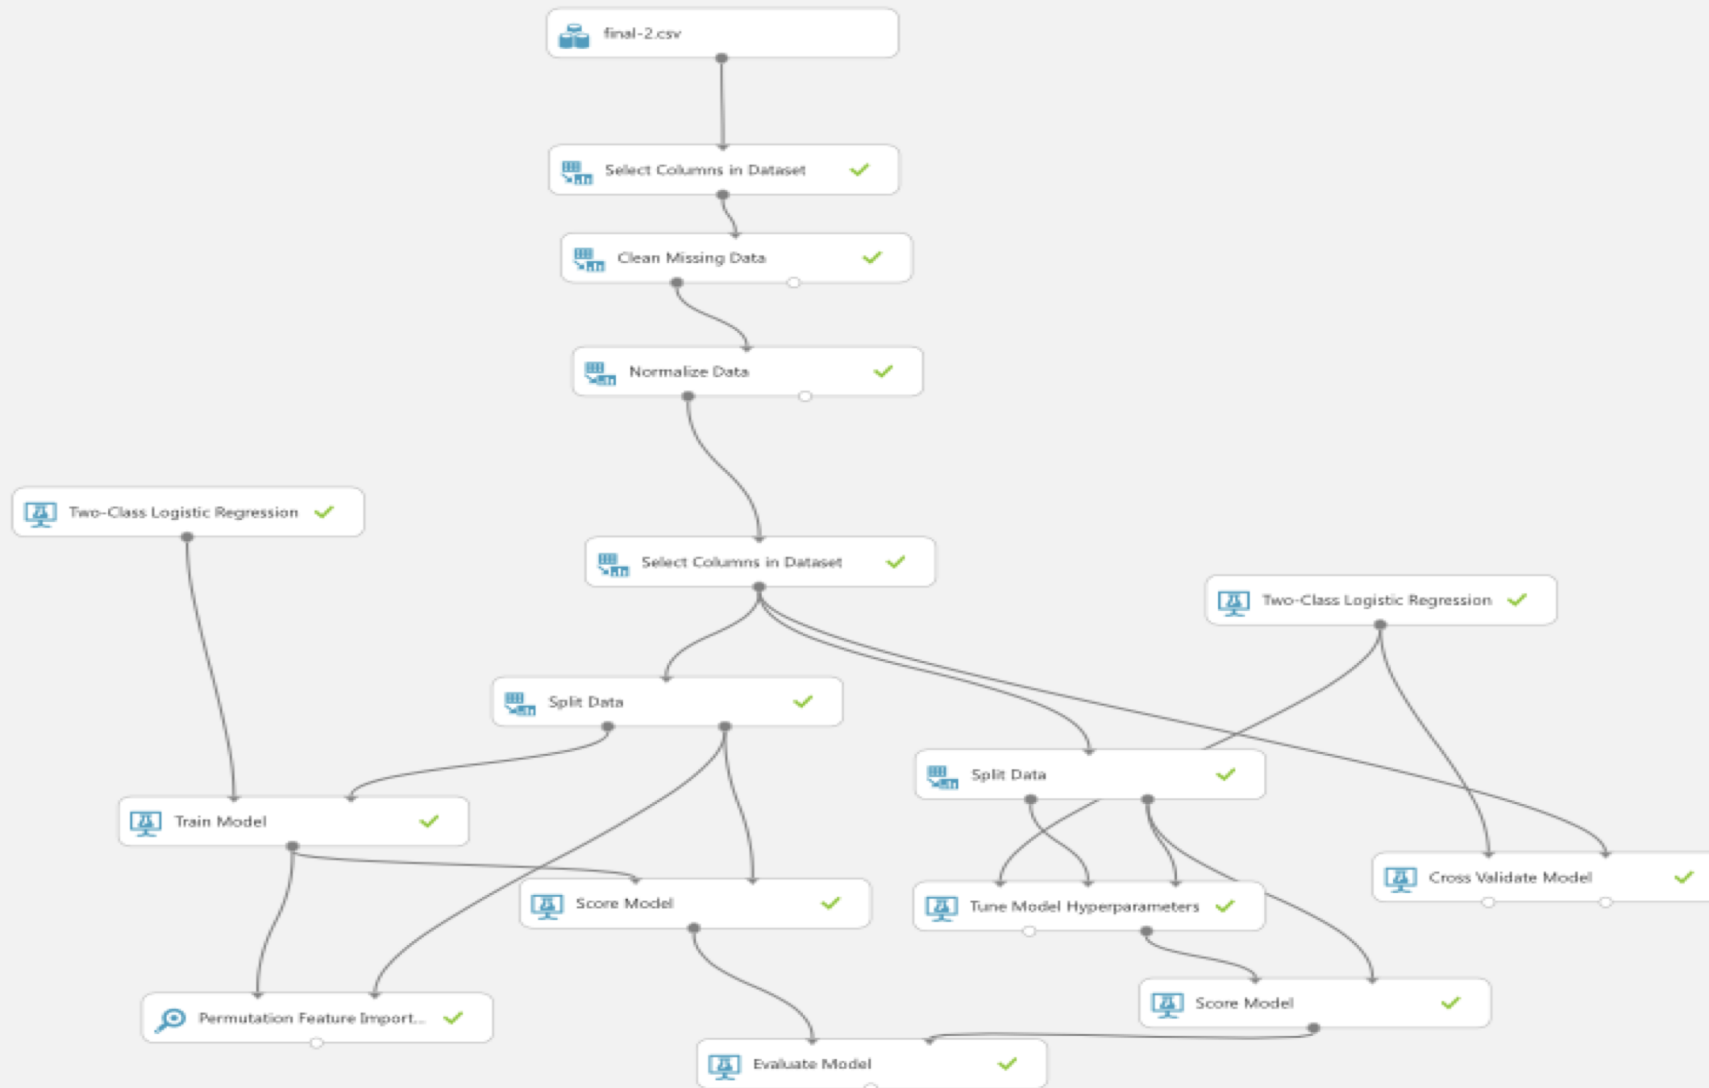 final-2.csv
Select Columns in Dataset
Clean Missing Data
Normalize Data
Two-Class Logistic Regression
Select Columns in Dataset
Two-Class Logistic Regression
Split Data
Split Data
Train Model
Cross Validate Model
Score Model
Tune Model Hyperparameters
Score Model
Permutation Feature Import...
Evaluate Model